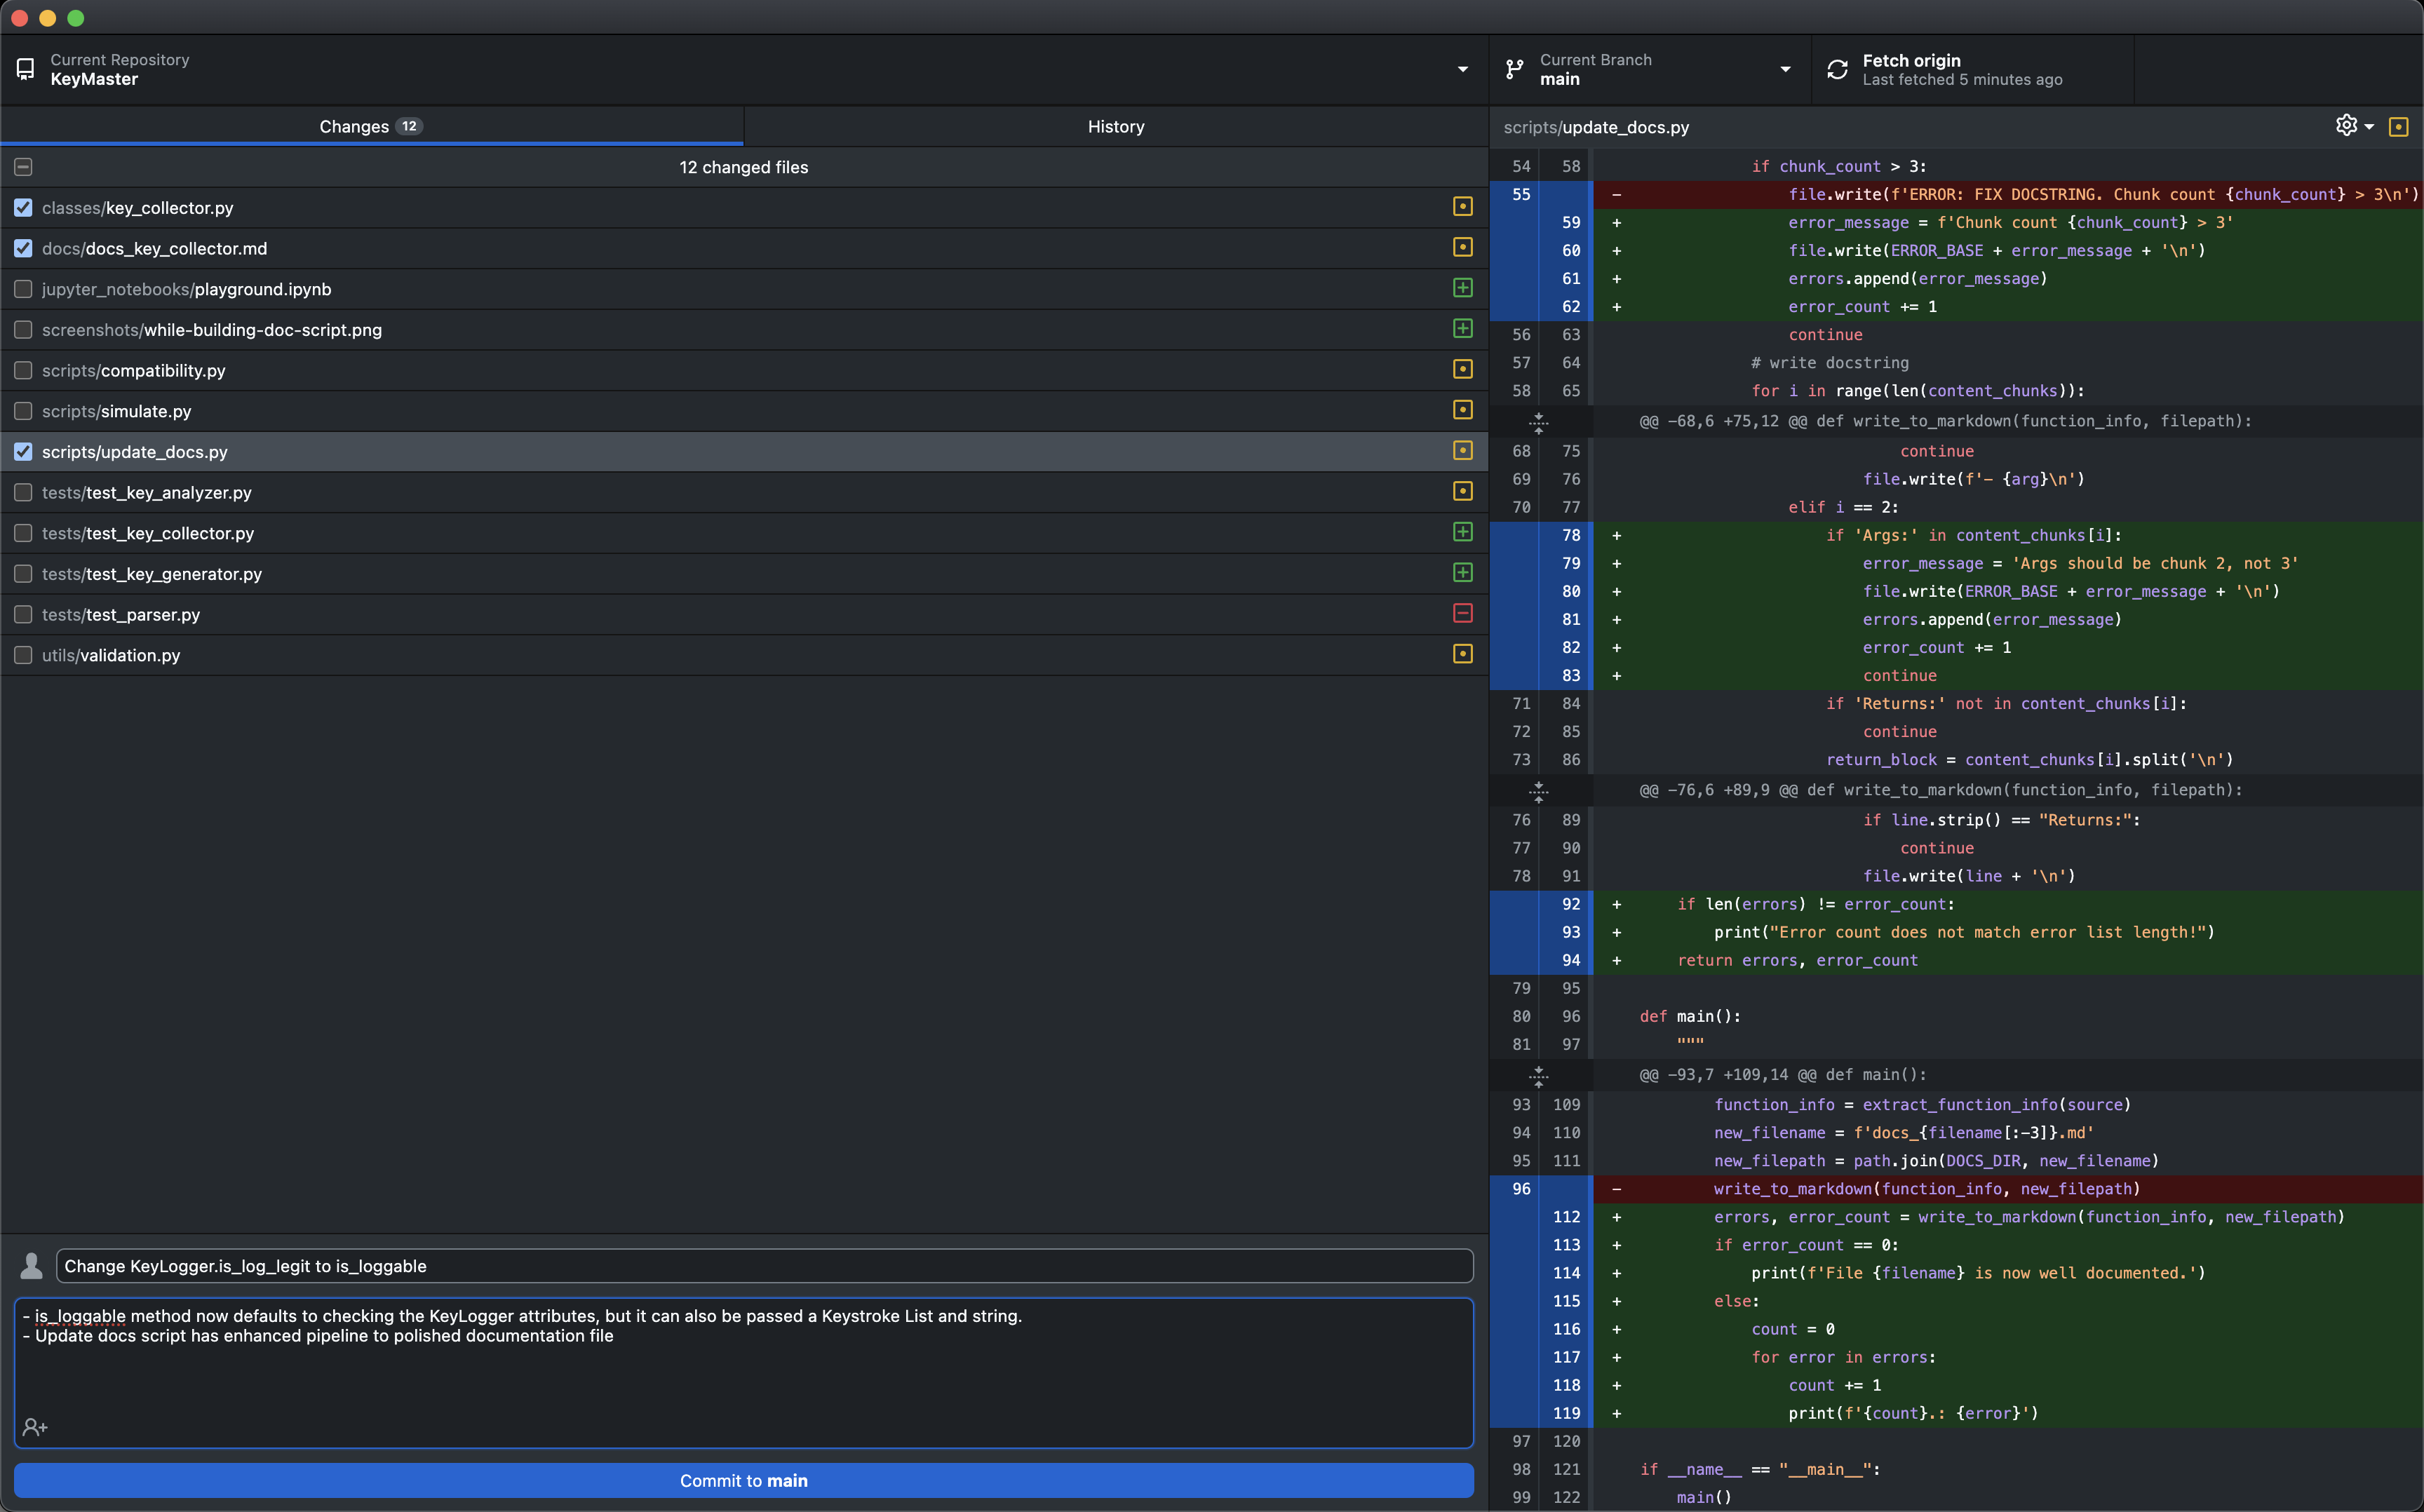 Current Repository
KeyMaster
Current Branch
main
Fetch origin
Last fetched 5 minutes ago
Changes 12
History
12 changed files
classes/key_collector.py
docs/docs_key_collector.md
jupyter_notebooks/playground.ipynb
screenshots/while-building-doc-script.png
scripts/compatibility.py
scripts/simulate.py
scripts/update_docs.py
tests/test_key_analyzer.py
tests/test_key_collector.py
tests/test_key_generator.py
tests/test_parser.py
utils/validation.py
Change KeyLogger.is_log_legit to is_loggable
- is_loggable method now defaults to checking the KeyLogger attributes, but it can also be passed a Keystroke List and string.
- Update docs script has enhanced pipeline to polished documentation file
Commit to main
scripts/update_docs.py
54 58 if chunk_count > 3:
55 - file.write(f'ERROR: FIX DOCSTRING. Chunk count {chunk_count} > 3\n')
59 + error_message = f'Chunk count {chunk_count} > 3'
60 + file.write(ERROR_BASE + error_message + '\n')
61 + errors.append(error_message)
62 + error_count += 1
56 63 continue
57 64 # write docstring
58 65 for i in range(len(content_chunks)):
@@ -68,6 +75,12 @@ def write_to_markdown(function_info, filepath):
68 75 continue
69 76 file.write(f'- {arg}\n')
70 77 elif i == 2:
78 + if 'Args:' in content_chunks[i]:
79 + error_message = 'Args should be chunk 2, not 3'
80 + file.write(ERROR_BASE + error_message + '\n')
81 + errors.append(error_message)
82 + error_count += 1
83 + continue
71 84 if 'Returns:' not in content_chunks[i]:
72 85 continue
73 86 return_block = content_chunks[i].split('\n')
@@ -76,6 +89,9 @@ def write_to_markdown(function_info, filepath):
76 89 if line.strip() == "Returns:":
77 90 continue
78 91 file.write(line + '\n')
92 + if len(errors) != error_count:
93 + print("Error count does not match error list length!")
94 + return errors, error_count
79 95
80 96 def main():
81 97 """
@@ -93,7 +109,14 @@ def main():
93 109 function_info = extract_function_info(source)
94 110 new_filename = f'docs_{filename[:-3]}.md'
95 111 new_filepath = path.join(DOCS_DIR, new_filename)
96 - write_to_markdown(function_info, new_filepath)
112 + errors, error_count = write_to_markdown(function_info, new_filepath)
113 + if error_count == 0:
114 + print(f'File {filename} is now well documented.')
115 + else:
116 + count = 0
117 + for error in errors:
118 + count += 1
119 + print(f'{count}.: {error}')
97 120
98 121 if __name__ == "__main__":
99 122 main()